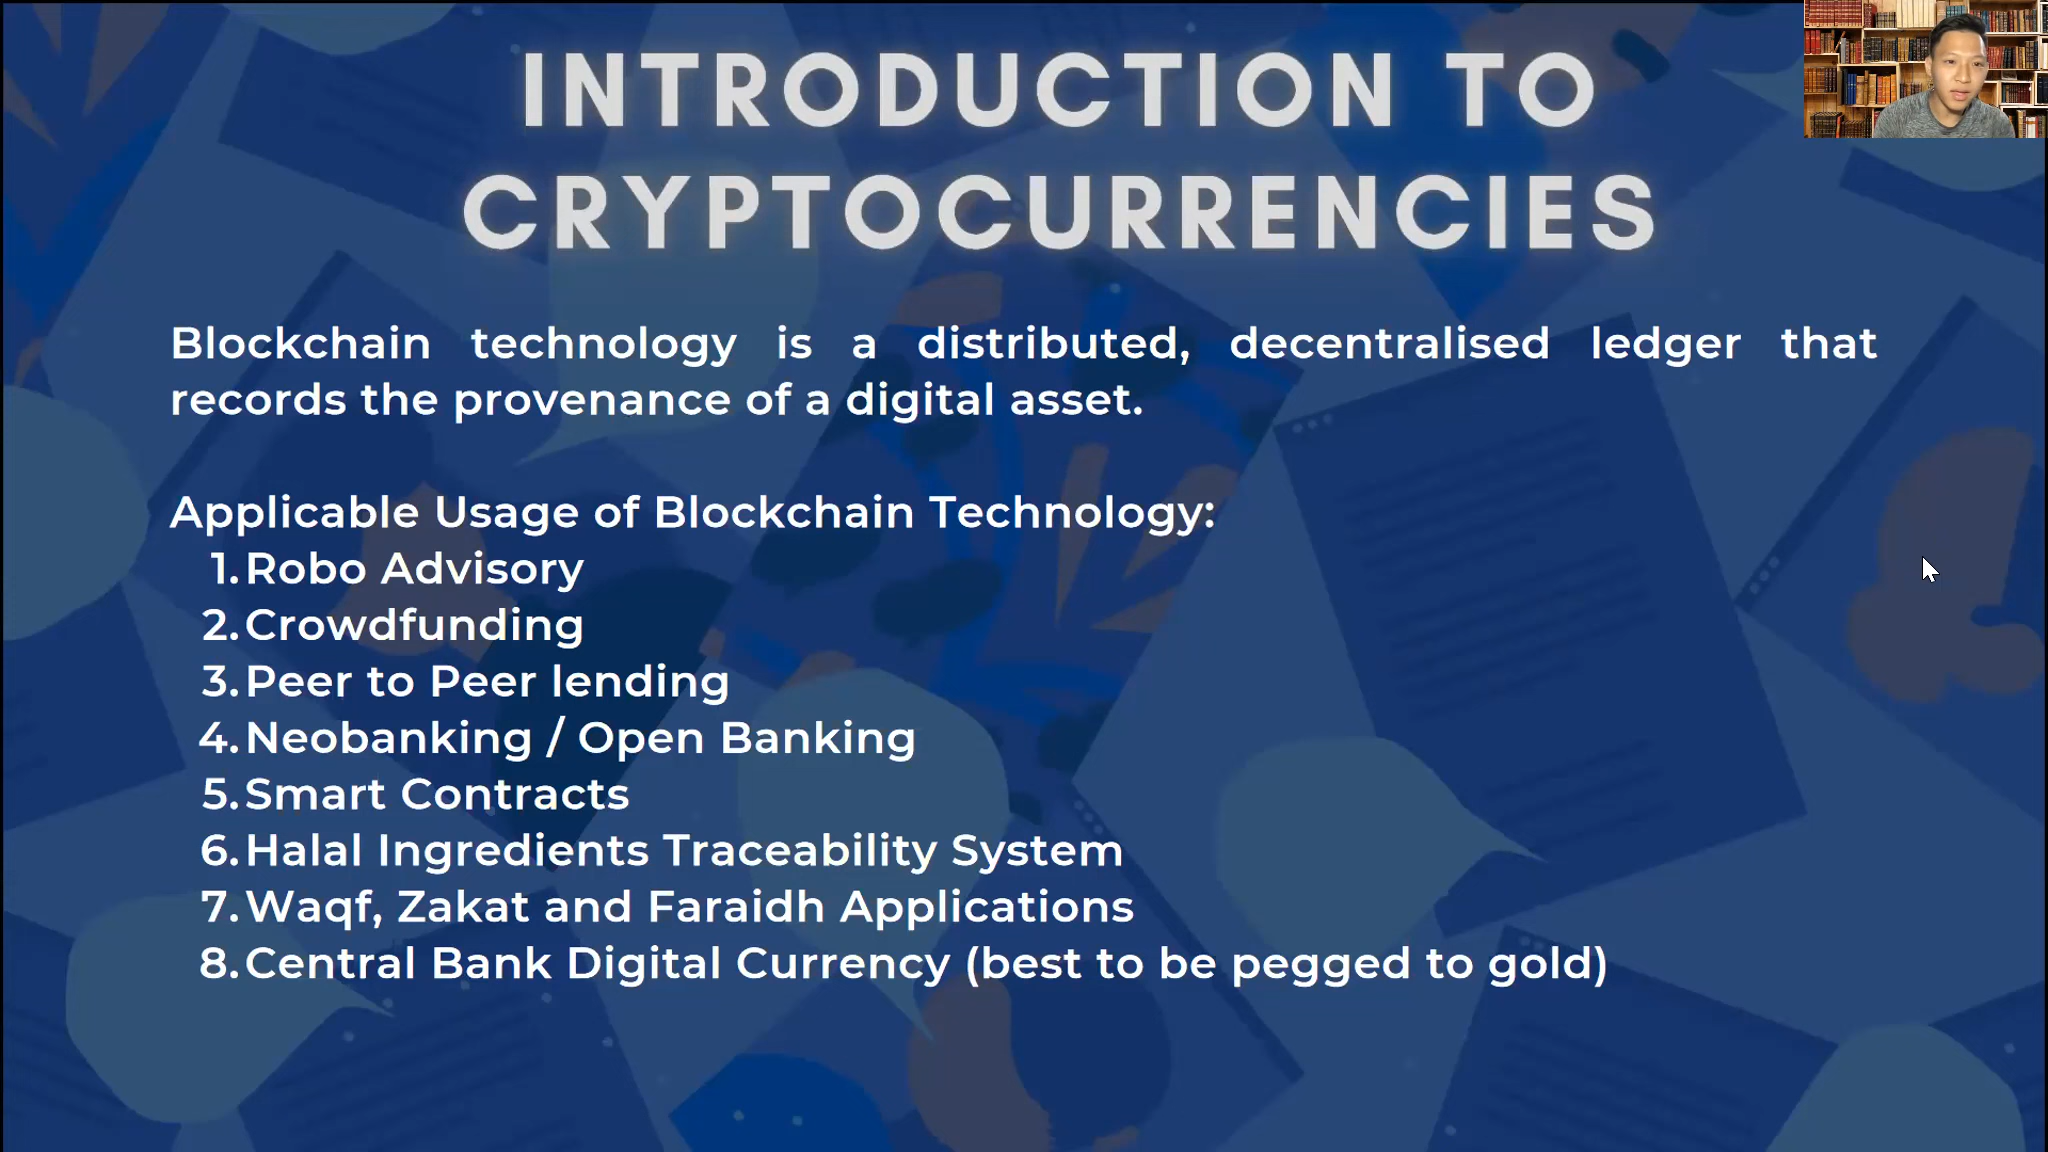 INTRODUCTION TO
CRYPTOCURRENCIES
Blockchain technology is a distributed, decentralised ledger that
records the provenance of a digital asset.
Applicable Usage of Blockchain Technology:
1. Robo Advisory
2. Crowdfunding
3. Peer to Peer lending
4. Neobanking / Open Banking
5. Smart Contracts
6. Halal Ingredients Traceability System
7. Waqf, Zakat and Faraidh Applications
8. Central Bank Digital Currency (best to be pegged to gold)